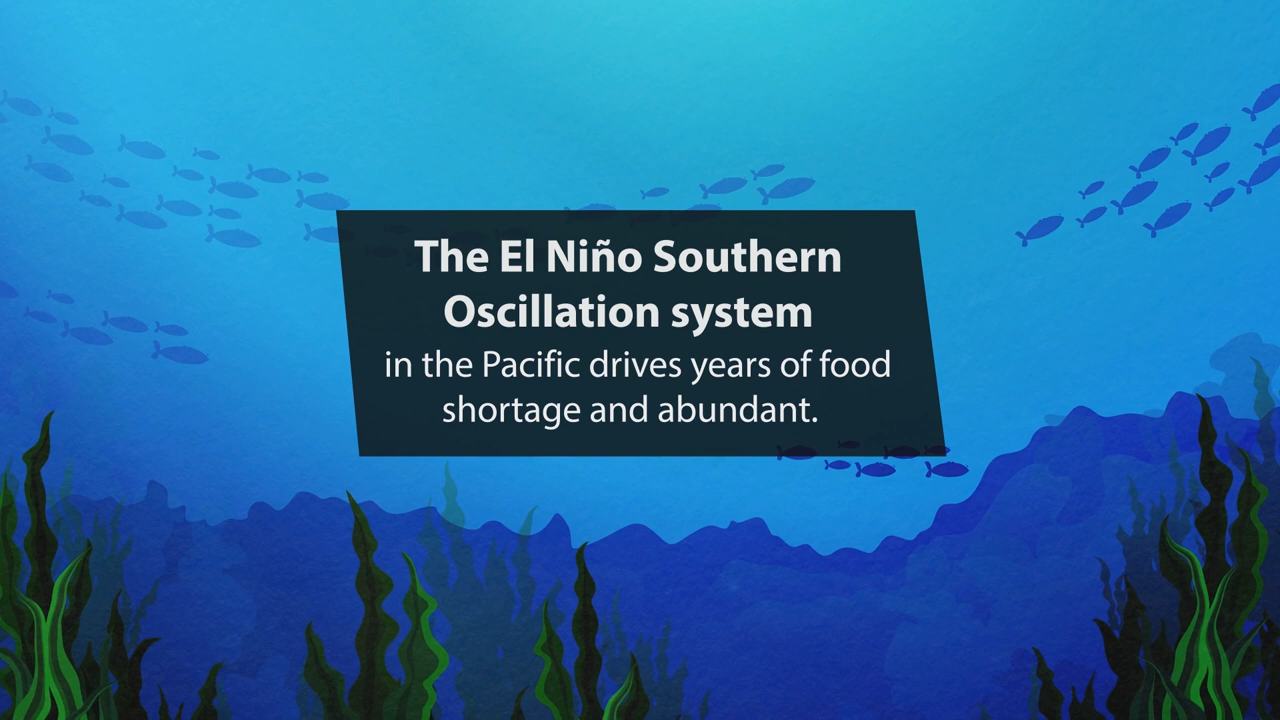 The El Niño Southern
Oscillation system
in the Pacific drives years of food
shortage and abundant.